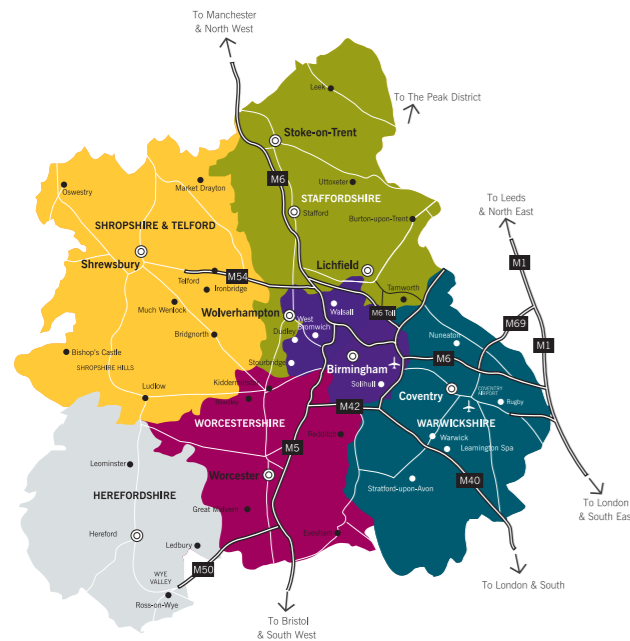 To Manchester
& North West
Leek
To The Peak District
Stoke-on-Trent
M6
Uttoxeter
Market Drayton
Oswestry
STAFFORDSHIRE
Stafford
To Leeds
& North East
Burton-upon-Trent
SHROPSHIRE & TELFORD
Shrewsbury
M1
Lichfield
Telford
M54
Ironbridge
Tamworth
Much Wenlock
Wolverhampton
Walsall
M6 Toll
West
Bromwich
M69
Dudley
Bridgnorth
Nuneaton
M1
Bishop's Castle
Stourbridge
Birmingham
M6
SHROPSHIRE HILLS
Solihull
Coventry
COVENTRY
AIRPORT
Ludlow
Rugby
M42
WORCESTERSHIRE
WARWICKSHIRE
Redditch
Warwick
M5
Leamington Spa
Leominster
Worcester
M40
Stratford-upon-Avon
HEREFORDSHIRE
To London
& South East
Great Malvern
Hereford
Evesham
Ledbury
WYE
VALLEY
M50
To London & South
Ross-on-Wye
To Bristol
& South West